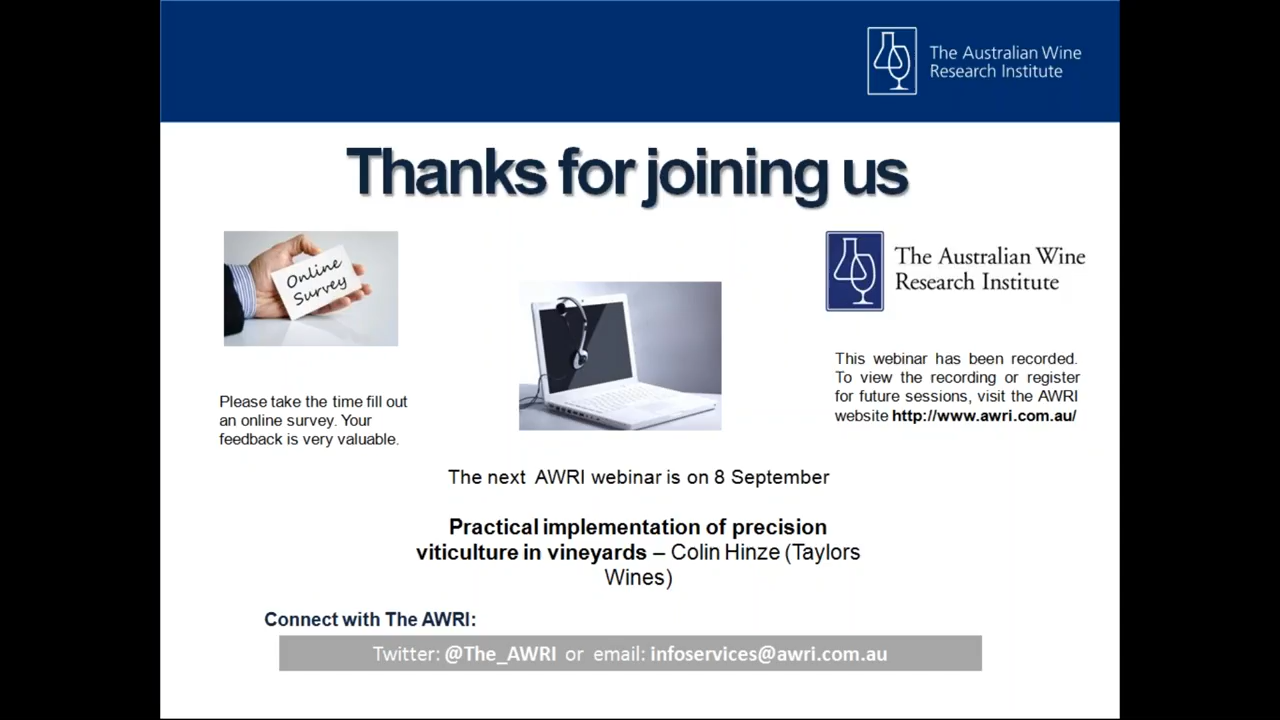 The Australian Wine
Research Institute
Thanks for joining us
Online
Survey
Please take the time fill out
an online survey. Your
feedback is very valuable.
The Australian Wine
Research Institute
This webinar has been recorded.
To view the recording or register
for future sessions, visit the AWRI
website http://www.awri.com.au/
The next AWRI webinar is on 8 September
Practical implementation of precision
viticulture in vineyards – Colin Hinze (Taylors
Wines)
Connect with The AWRI:
Twitter: @The_AWRI or email: infoservices@awri.com.au